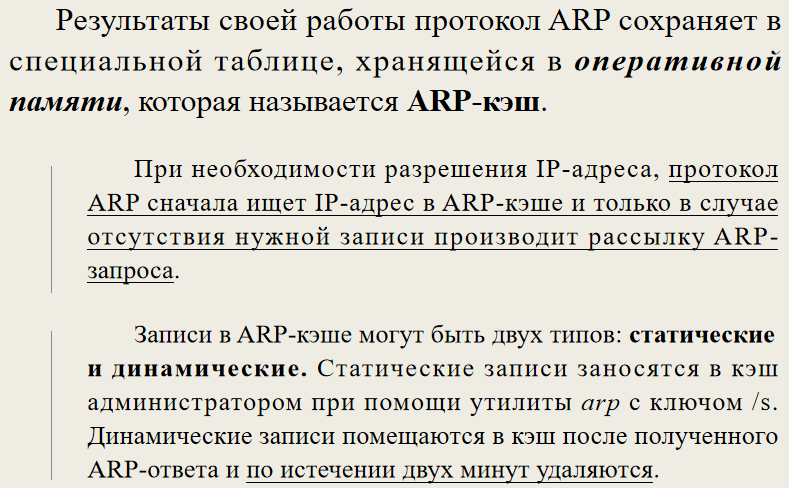 Результаты своей работы протокол ARP сохраняет в
специальной таблице, хранящейся в оперативной
памяти, которая называется ARP-кэш.
При необходимости разрешения IP-адреса, протокол
ARP сначала ищет IP-адрес в ARP-кэше и только в случае
отсутствия нужной записи производит рассылку ARP-
запроса.
Записи в ARP-кэше могут быть двух типов: статические
и динамические. Статические записи заносятся в кэш
администратором при помощи утилиты arp с ключом /s.
Динамические записи помещаются в кэш после полученного
ARP-ответа и по истечении двух минут удаляются.